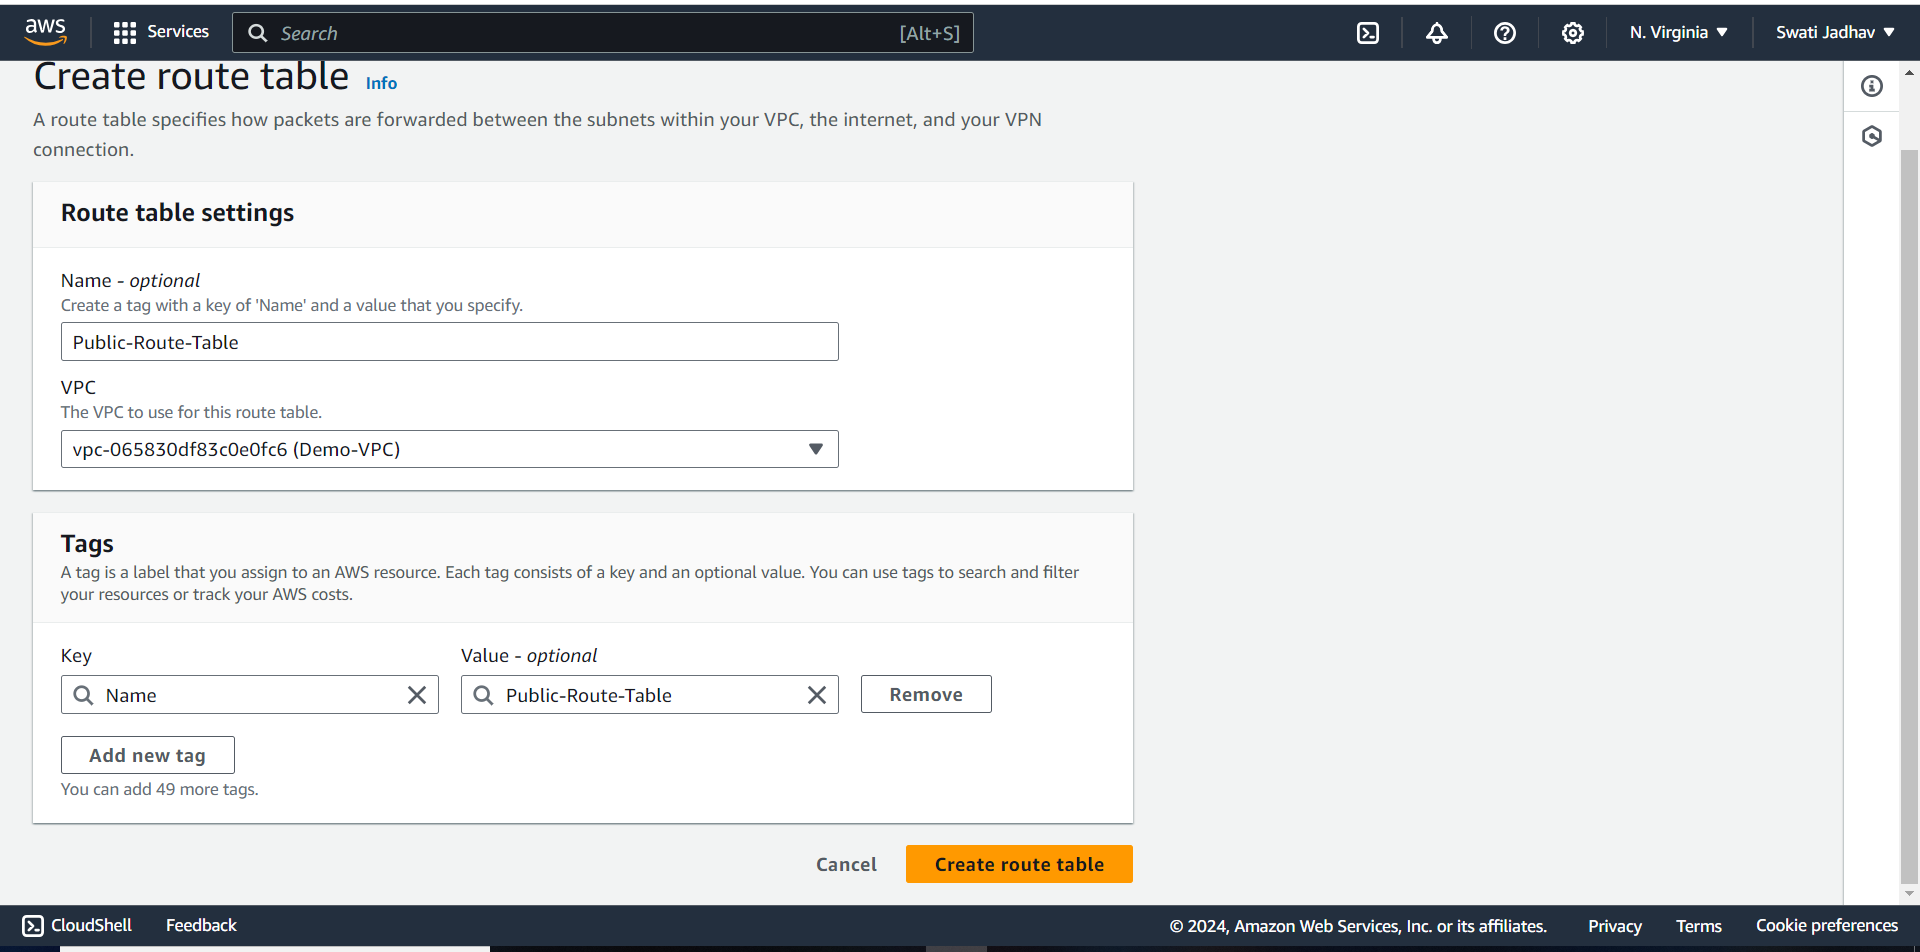 aws
Services
Search
[Alt+S]
N. Virginia
Swati Jadhav
Create route table
Info
A route table specifies how packets are forwarded between the subnets within your VPC, the internet, and your VPN
connection.
Route table settings
Name - optional
Create a tag with a key of 'Name' and a value that you specify.
Public-Route-Table
VPC
The VPC to use for this route table.
vpc-065830df83c0e0fc6 (Demo-VPC)
Tags
A tag is a label that you assign to an AWS resource. Each tag consists of a key and an optional value. You can use tags to search and filter
your resources or track your AWS costs.
Key
Value - optional
Name
Public-Route-Table
Remove
Add new tag
You can add 49 more tags.
Cancel
Create route table
CloudShell
Feedback
© 2024, Amazon Web Services, Inc. or its affiliates.
Privacy
Terms
Cookie preferences